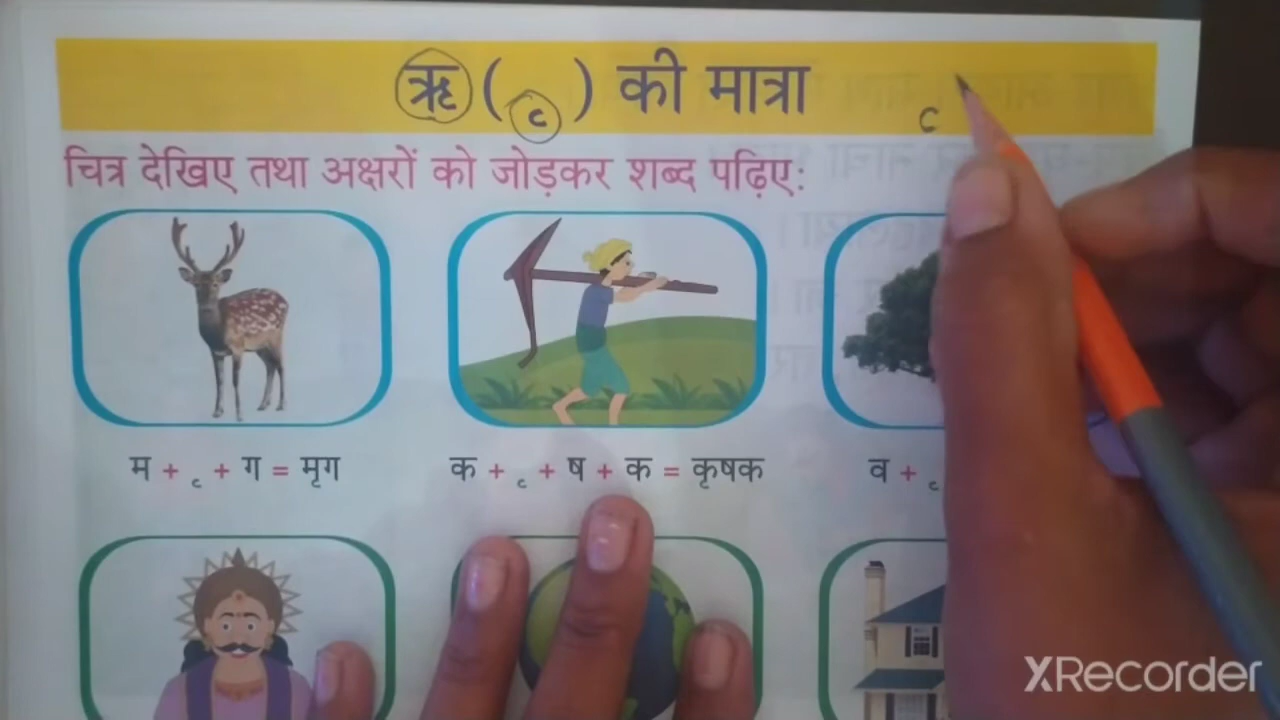 ऋ ( ृ ) की मात्रा ृ
चित्र देखिए तथा अक्षरों को जोड़कर शब्द पढ़िए:
म + ृ + ग = मृग
क + ृ + ष + क = कृषक
व + ृ
XRecorder